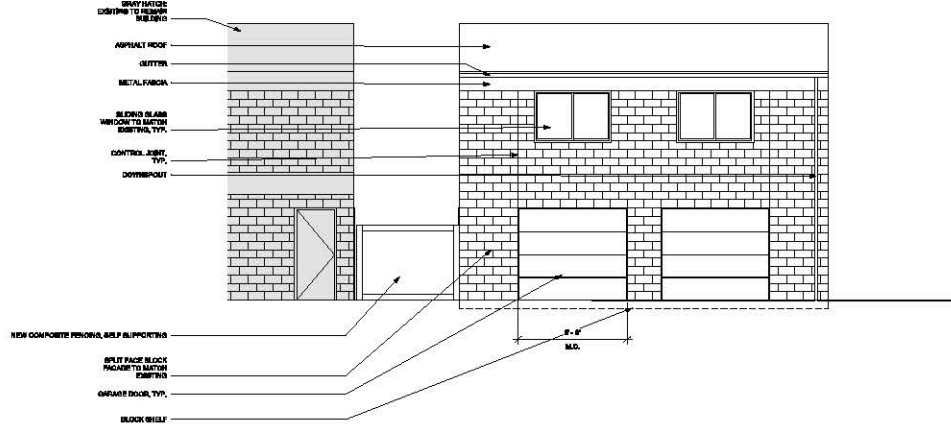 GRAY HATCH:
EXISTING TO REMAIN
BUILDING
ASPHALT ROOF
GUTTER
METAL FASCIA
SLIDING GLASS
WINDOW TO MATCH
EXISTING, TYP.
CONTROL JOINT,
TYP.
DOWNSPOUT
NEW COMPOSITE FENCING, SELF SUPPORTING
SPLIT FACE BLOCK
FACADE TO MATCH
EXISTING
GARAGE DOOR, TYP.
BLOCK SHELF
M.O.